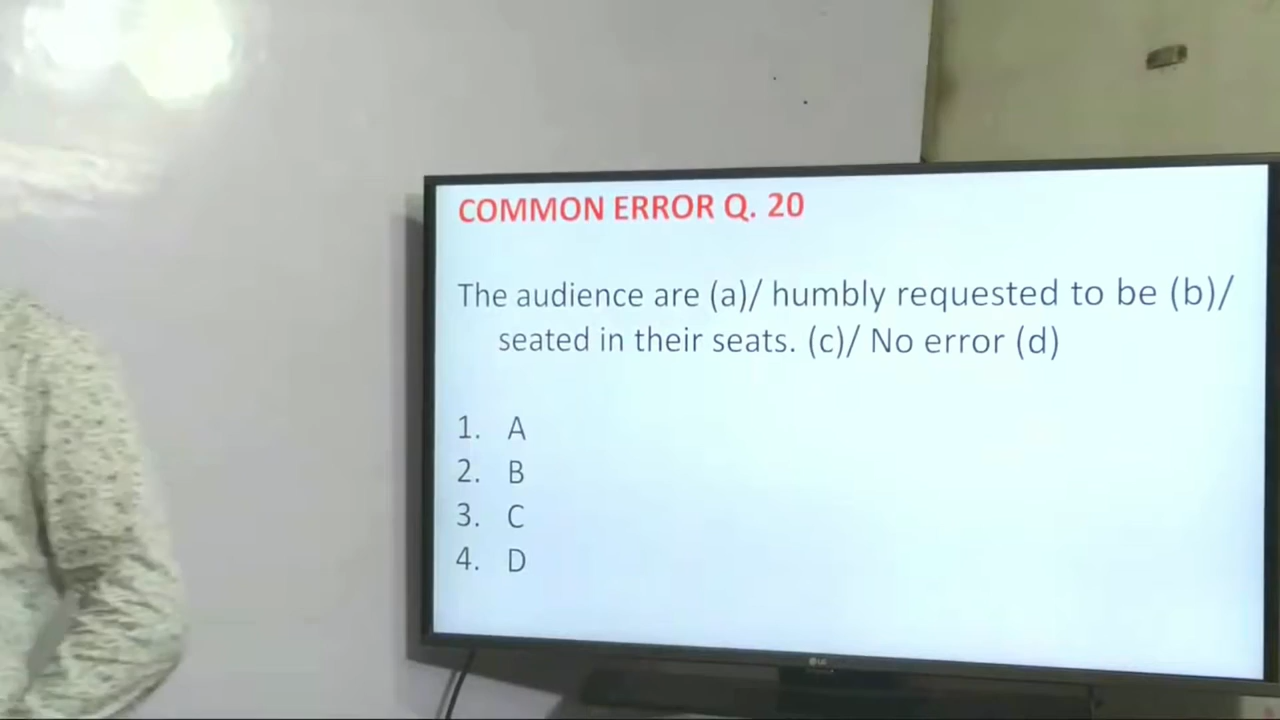 COMMON ERROR Q. 20
The audience are (a)/ humbly requested to be (b)/
seated in their seats. (c)/ No error (d)
1. A
2. B
3. C
4. D
LG